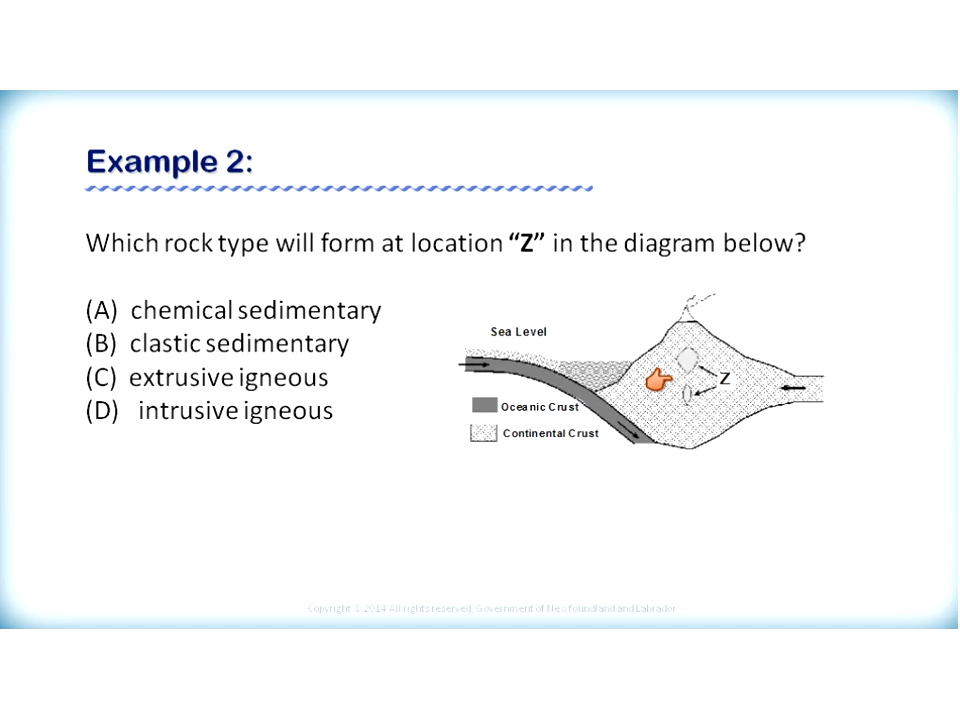 Example 2:
Which rock type will form at location “Z” in the diagram below?
(A) chemical sedimentary
(B) clastic sedimentary
(C) extrusive igneous
(D) intrusive igneous
Sea Level
Z
Oceanic Crust
Continental Crust
Copyright © 2014 All rights reserved. Government of Newfoundland and Labrador